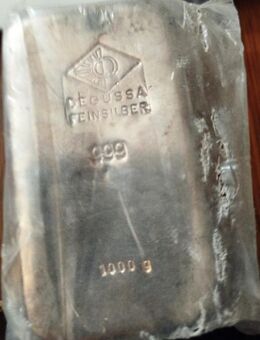 DEGUSSA
FEINSILBER
999
1000 g